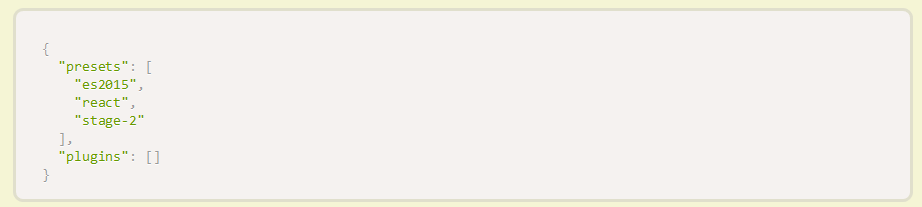 {
  "presets": [
    "es2015",
    "react",
    "stage-2"
  ],
  "plugins": []
}